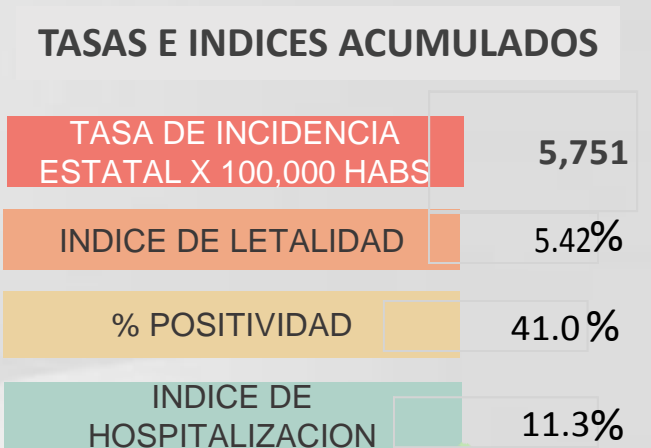 TASAS E INDICES ACUMULADOS
TASA DE INCIDENCIA
ESTATAL X 100,000 HABS
5,751
INDICE DE LETALIDAD
5.42%
% POSITIVIDAD
41.0 %
INDICE DE
HOSPITALIZACION
11.3%